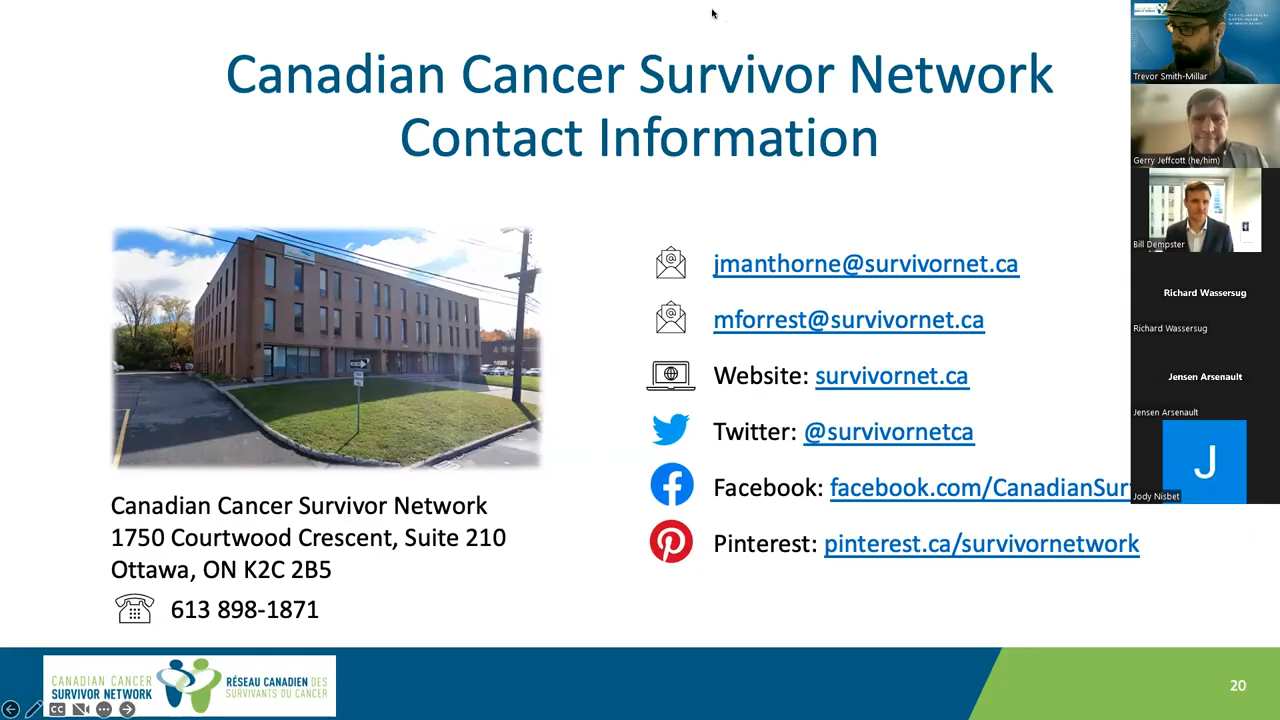 Canadian Cancer Survivor Network
Contact Information
jmanthorne@survivornet.ca
mforrest@survivornet.ca
Website: survivornet.ca
Twitter: @survivornetca
Facebook: facebook.com/CanadianSur
Pinterest: pinterest.ca/survivornetwork
Canadian Cancer Survivor Network
1750 Courtwood Crescent, Suite 210
Ottawa, ON K2C 2B5
613 898-1871
CANADIAN CANCER
SURVIVOR NETWORK
RÉSEAU CANADIEN DES
SURVIVANTS DU CANCER
CC
20
Trevor Smith-Millar
Gerry Jeffcott (he/him)
Bill Dempster
Richard Wassersug
Richard Wassersug
Jensen Arsenault
Jensen Arsenault
J
Jody Nisbet